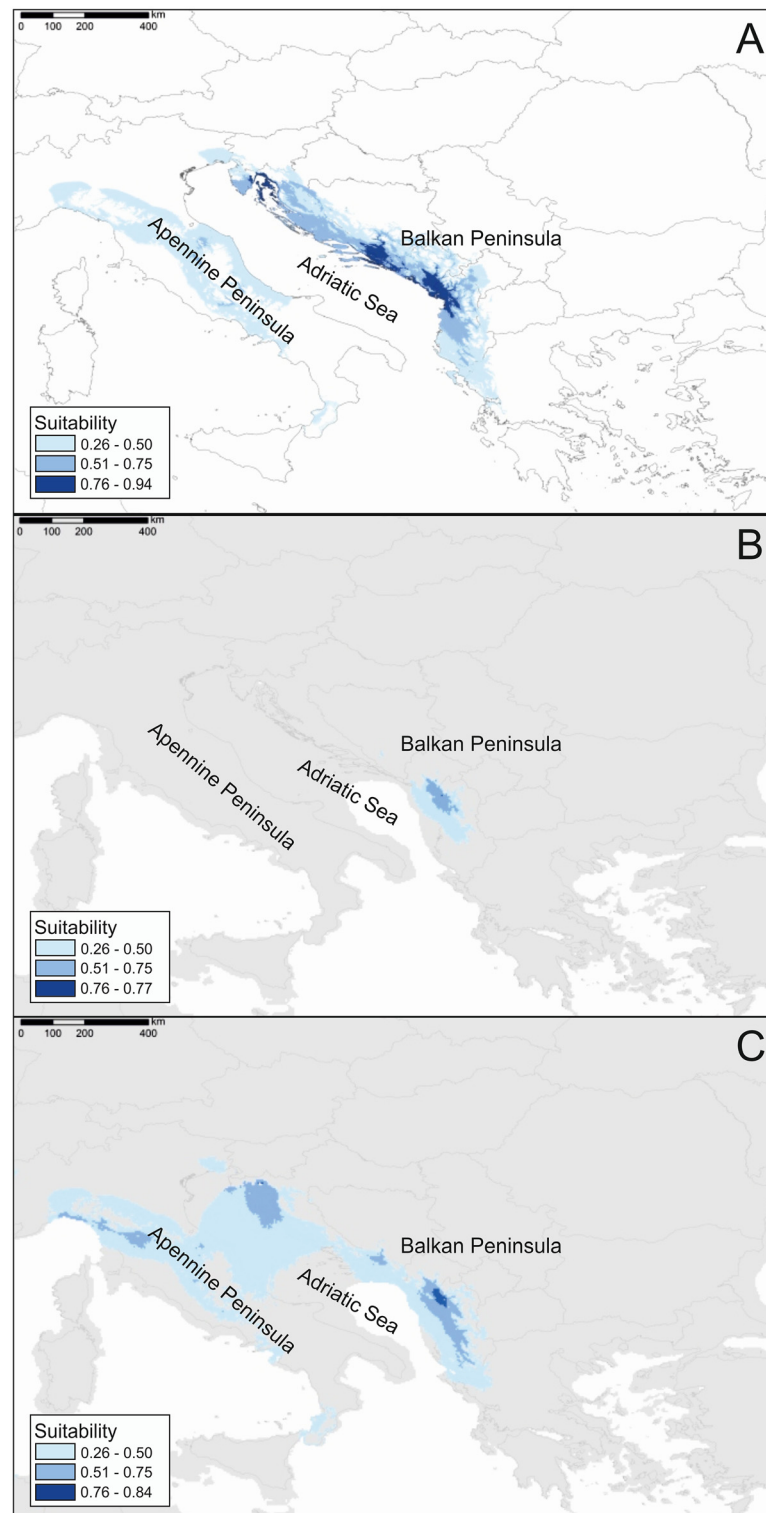 km
0 100 200 400
A
Balkan Peninsula
Apennine Peninsula
Adriatic Sea
Suitability
0.26 - 0.50
0.51 - 0.75
0.76 - 0.94
km
0 100 200 400
B
Balkan Peninsula
Apennine Peninsula
Adriatic Sea
Suitability
0.26 - 0.50
0.51 - 0.75
0.76 - 0.77
km
0 100 200 400
C
Balkan Peninsula
Apennine Peninsula
Adriatic Sea
Suitability
0.26 - 0.50
0.51 - 0.75
0.76 - 0.84